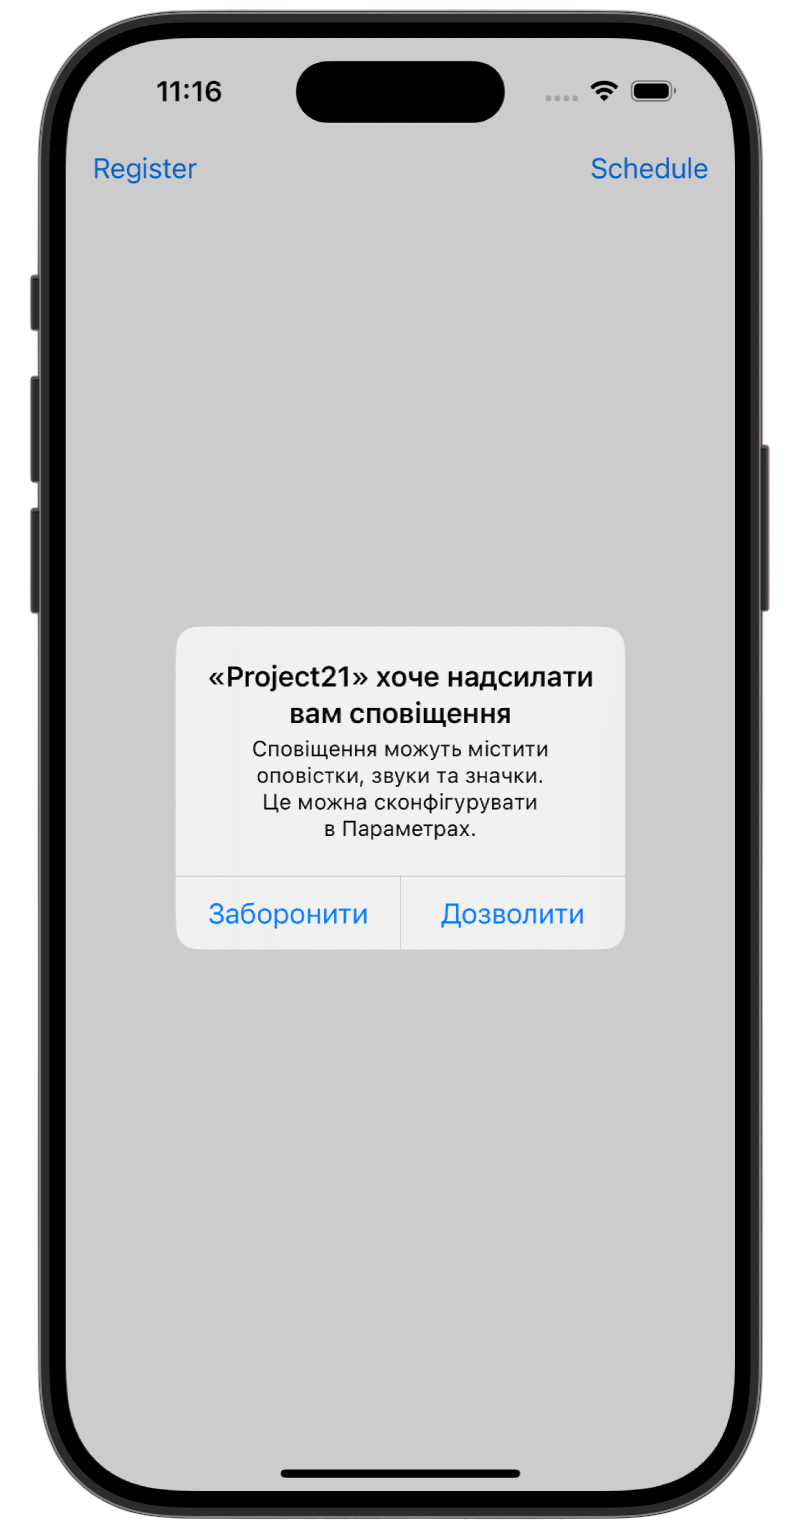 11:16
Register
Schedule
«Project21» хоче надсилати
вам сповіщення
Сповіщення можуть містити
оповістки, звуки та значки.
Це можна сконфігурувати
в Параметрах.
Заборонити
Дозволити